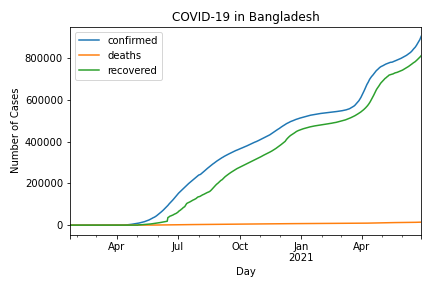 COVID-19 in Bangladesh
confirmed
deaths
recovered
Number of Cases
800000
600000
400000
200000
0
Apr
Jul
Oct
Jan
2021
Apr
Day